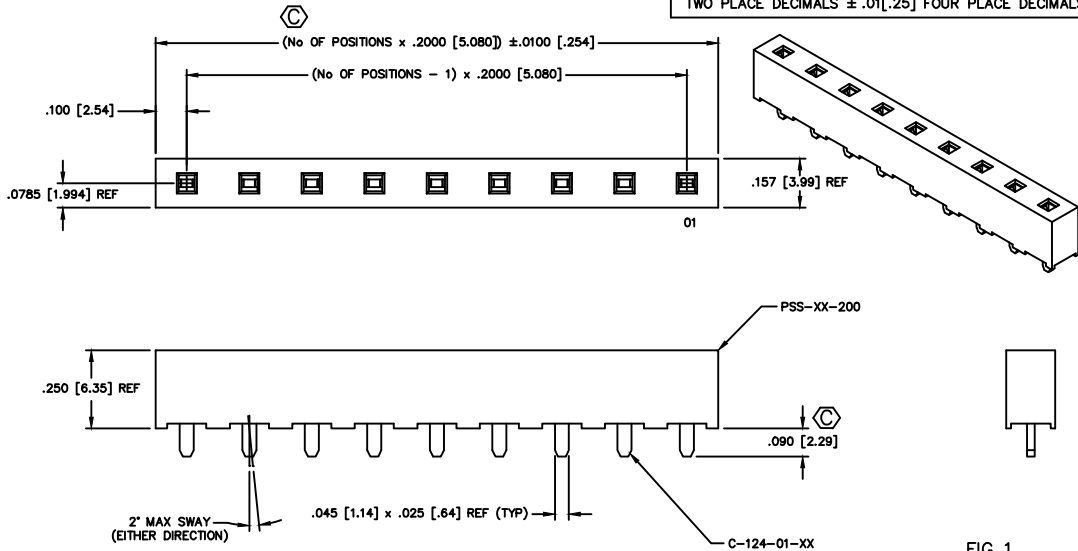 TWO PLACE DECIMALS ±.01[.25] FOUR PLACE DECIMALS
C
(No OF POSITIONS x .2000 [5.080]) ±.0100 [.254]
(No OF POSITIONS - 1) x .2000 [5.080]
.100 [2.54]
.0785 [1.994] REF
.157 [3.99] REF
01
PSS-XX-200
.250 [6.35] REF
C
.090 [2.29]
2° MAX SWAY
(EITHER DIRECTION)
.045 [1.14] x .025 [.64] REF (TYP)
C-124-01-XX